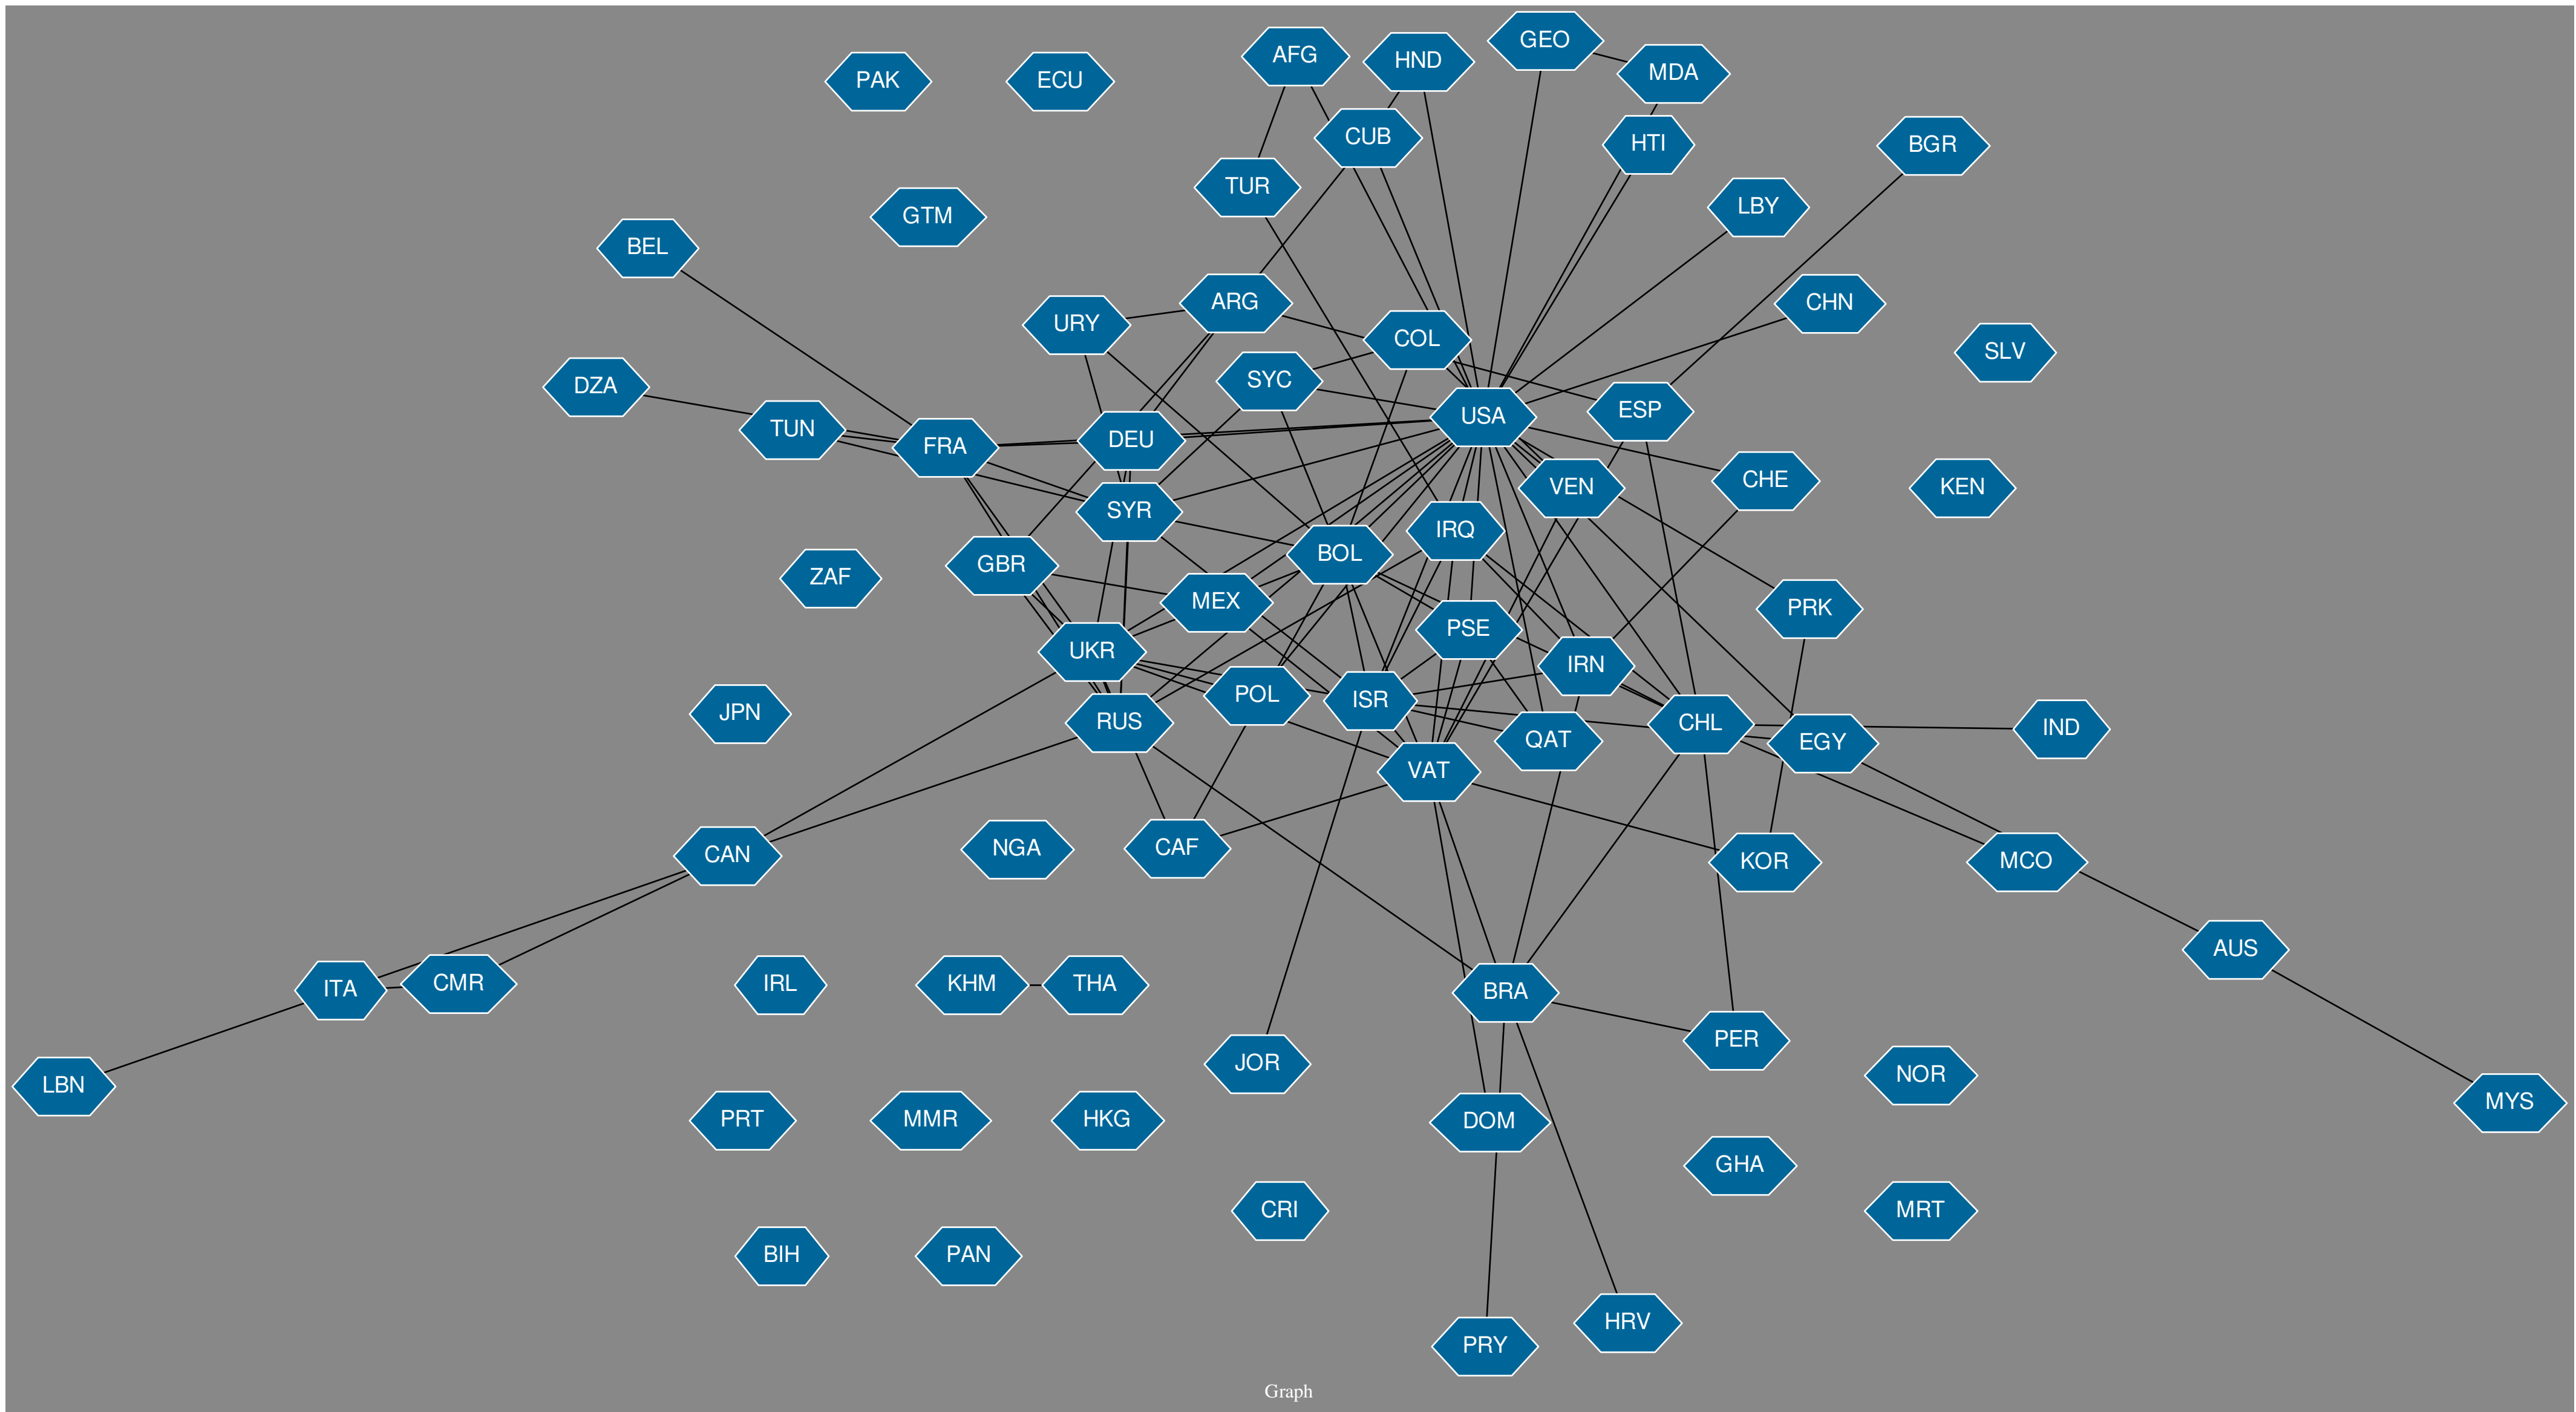 GEO
AFG
HND
MDA
PAK
ECU
CUB
HTI
BGR
TUR
LBY
GTM
BEL
ARG
CHN
URY
COL
SLV
SYC
DZA
ESP
USA
TUN
DEU
FRA
CHE
VEN
KEN
SYR
IRQ
BOL
GBR
ZAF
MEX
PRK
PSE
UKR
IRN
POL
ISR
JPN
RUS
CHL
IND
QAT
EGY
VAT
NGA
CAF
CAN
KOR
MCO
AUS
CMR
IRL
KHM
THA
ITA
BRA
PER
JOR
NOR
LBN
MYS
PRT
MMR
HKG
DOM
GHA
CRI
MRT
BIH
PAN
HRV
PRY
Graph